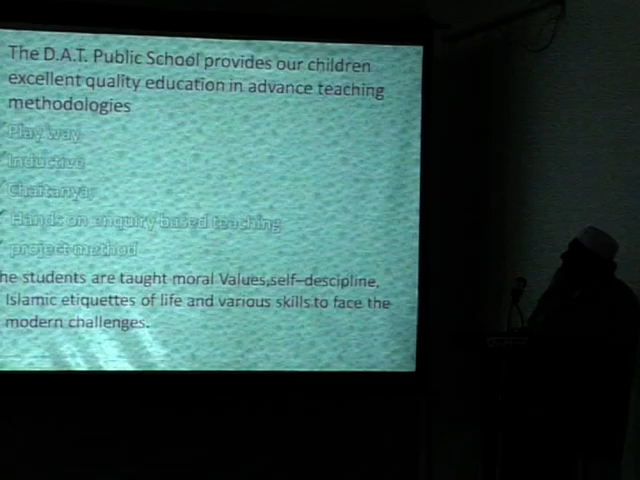 The D.A.T. Public School provides our children
excellent quality education in advance teaching
methodologies
Play way
Inductive
Chaitanya
Hands on enquiry based teaching
project method
he students are taught moral Values,self–descipline,
Islamic etiquettes of life and various skills to face the
modern challenges.